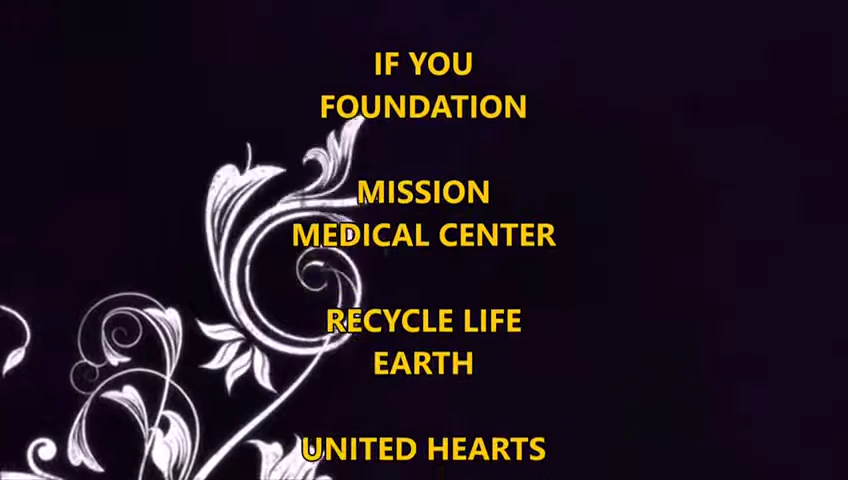 IF YOU
FOUNDATION
MISSION
MEDICAL CENTER
RECYCLE LIFE
EARTH
UNITED HEARTS